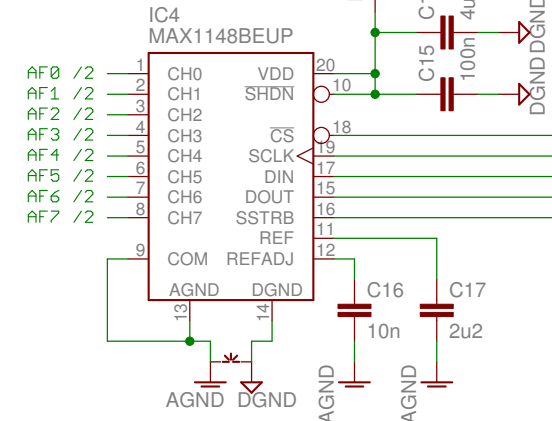 IC4
MAX1148BEUP
AF0 /2 1 CH0 VDD 20
AF1 /2 2 CH1 SHDN 10
AF2 /2 3 CH2
AF3 /2 4 CH3 CS 18
AF4 /2 5 CH4 SCLK 19
AF5 /2 6 CH5 DIN 17
AF6 /2 7 CH6 DOUT 15
AF7 /2 8 CH7 SSTRB 16
REF 11
9 COM REFADJ 12
AGND DGND
13 14
AGND DGND
4u
DGND
C15
100n
DGND
C16
10n
AGND
C17
2u2
AGND